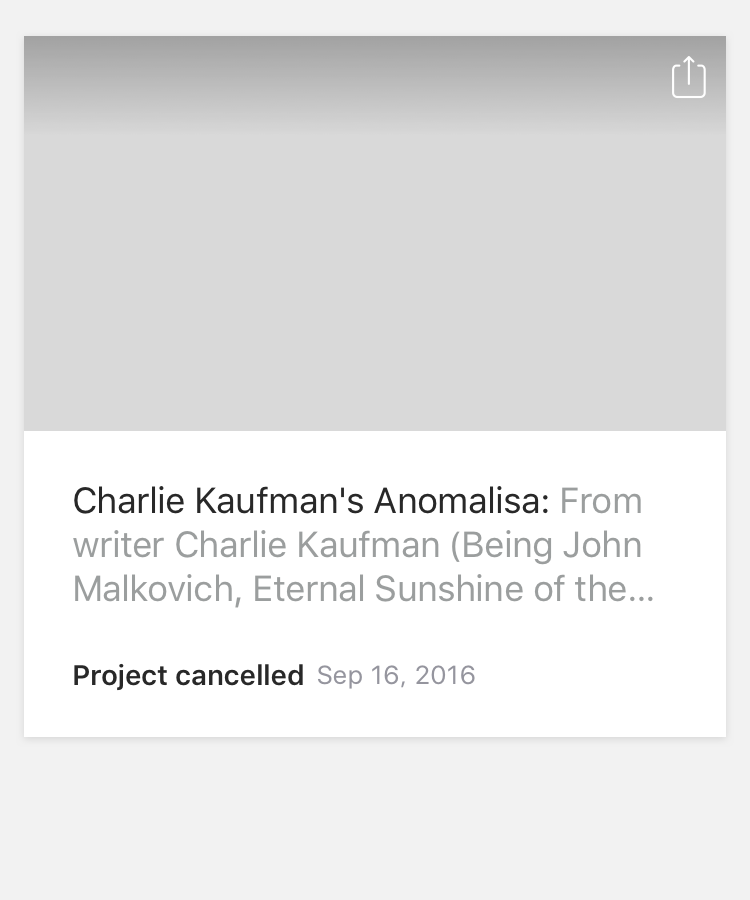 Charlie Kaufman's Anomalisa: From
writer Charlie Kaufman (Being John
Malkovich, Eternal Sunshine of the...
Project cancelled Sep 16, 2016